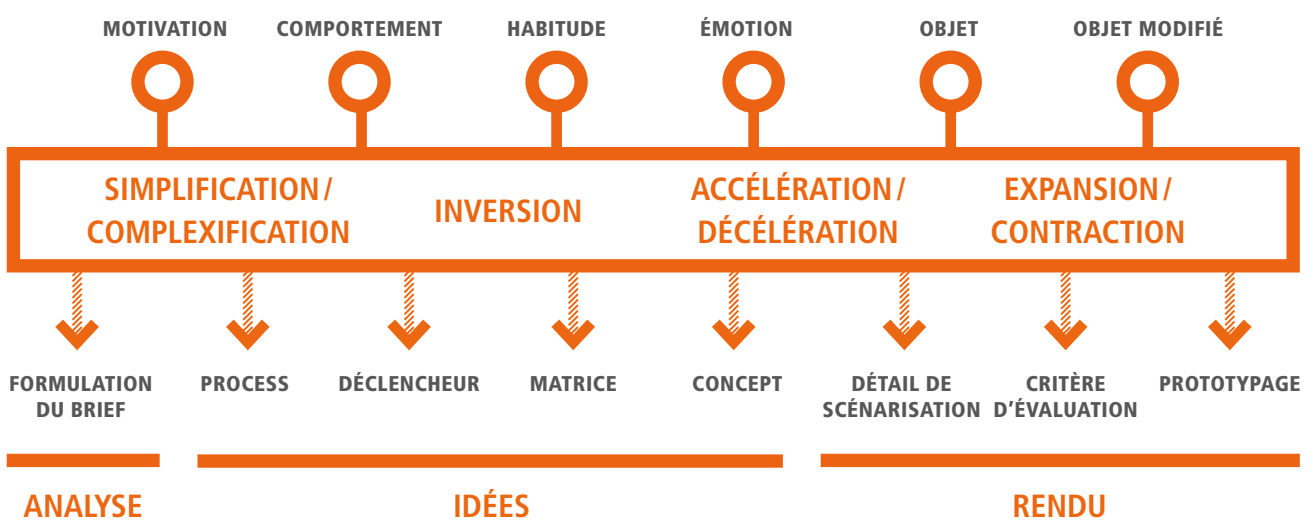 MOTIVATION
COMPORTEMENT
HABITUDE
ÉMOTION
OBJET
OBJET MODIFIÉ
SIMPLIFICATION /
COMPLEXIFICATION
INVERSION
ACCÉLÉRATION /
DÉCÉLÉRATION
EXPANSION /
CONTRACTION
FORMULATION
DU BRIEF
PROCESS
DÉCLENCHEUR
MATRICE
CONCEPT
DÉTAIL DE
SCÉNARISATION
CRITÈRE
D'ÉVALUATION
PROTOTYPAGE
ANALYSE
IDÉES
RENDU